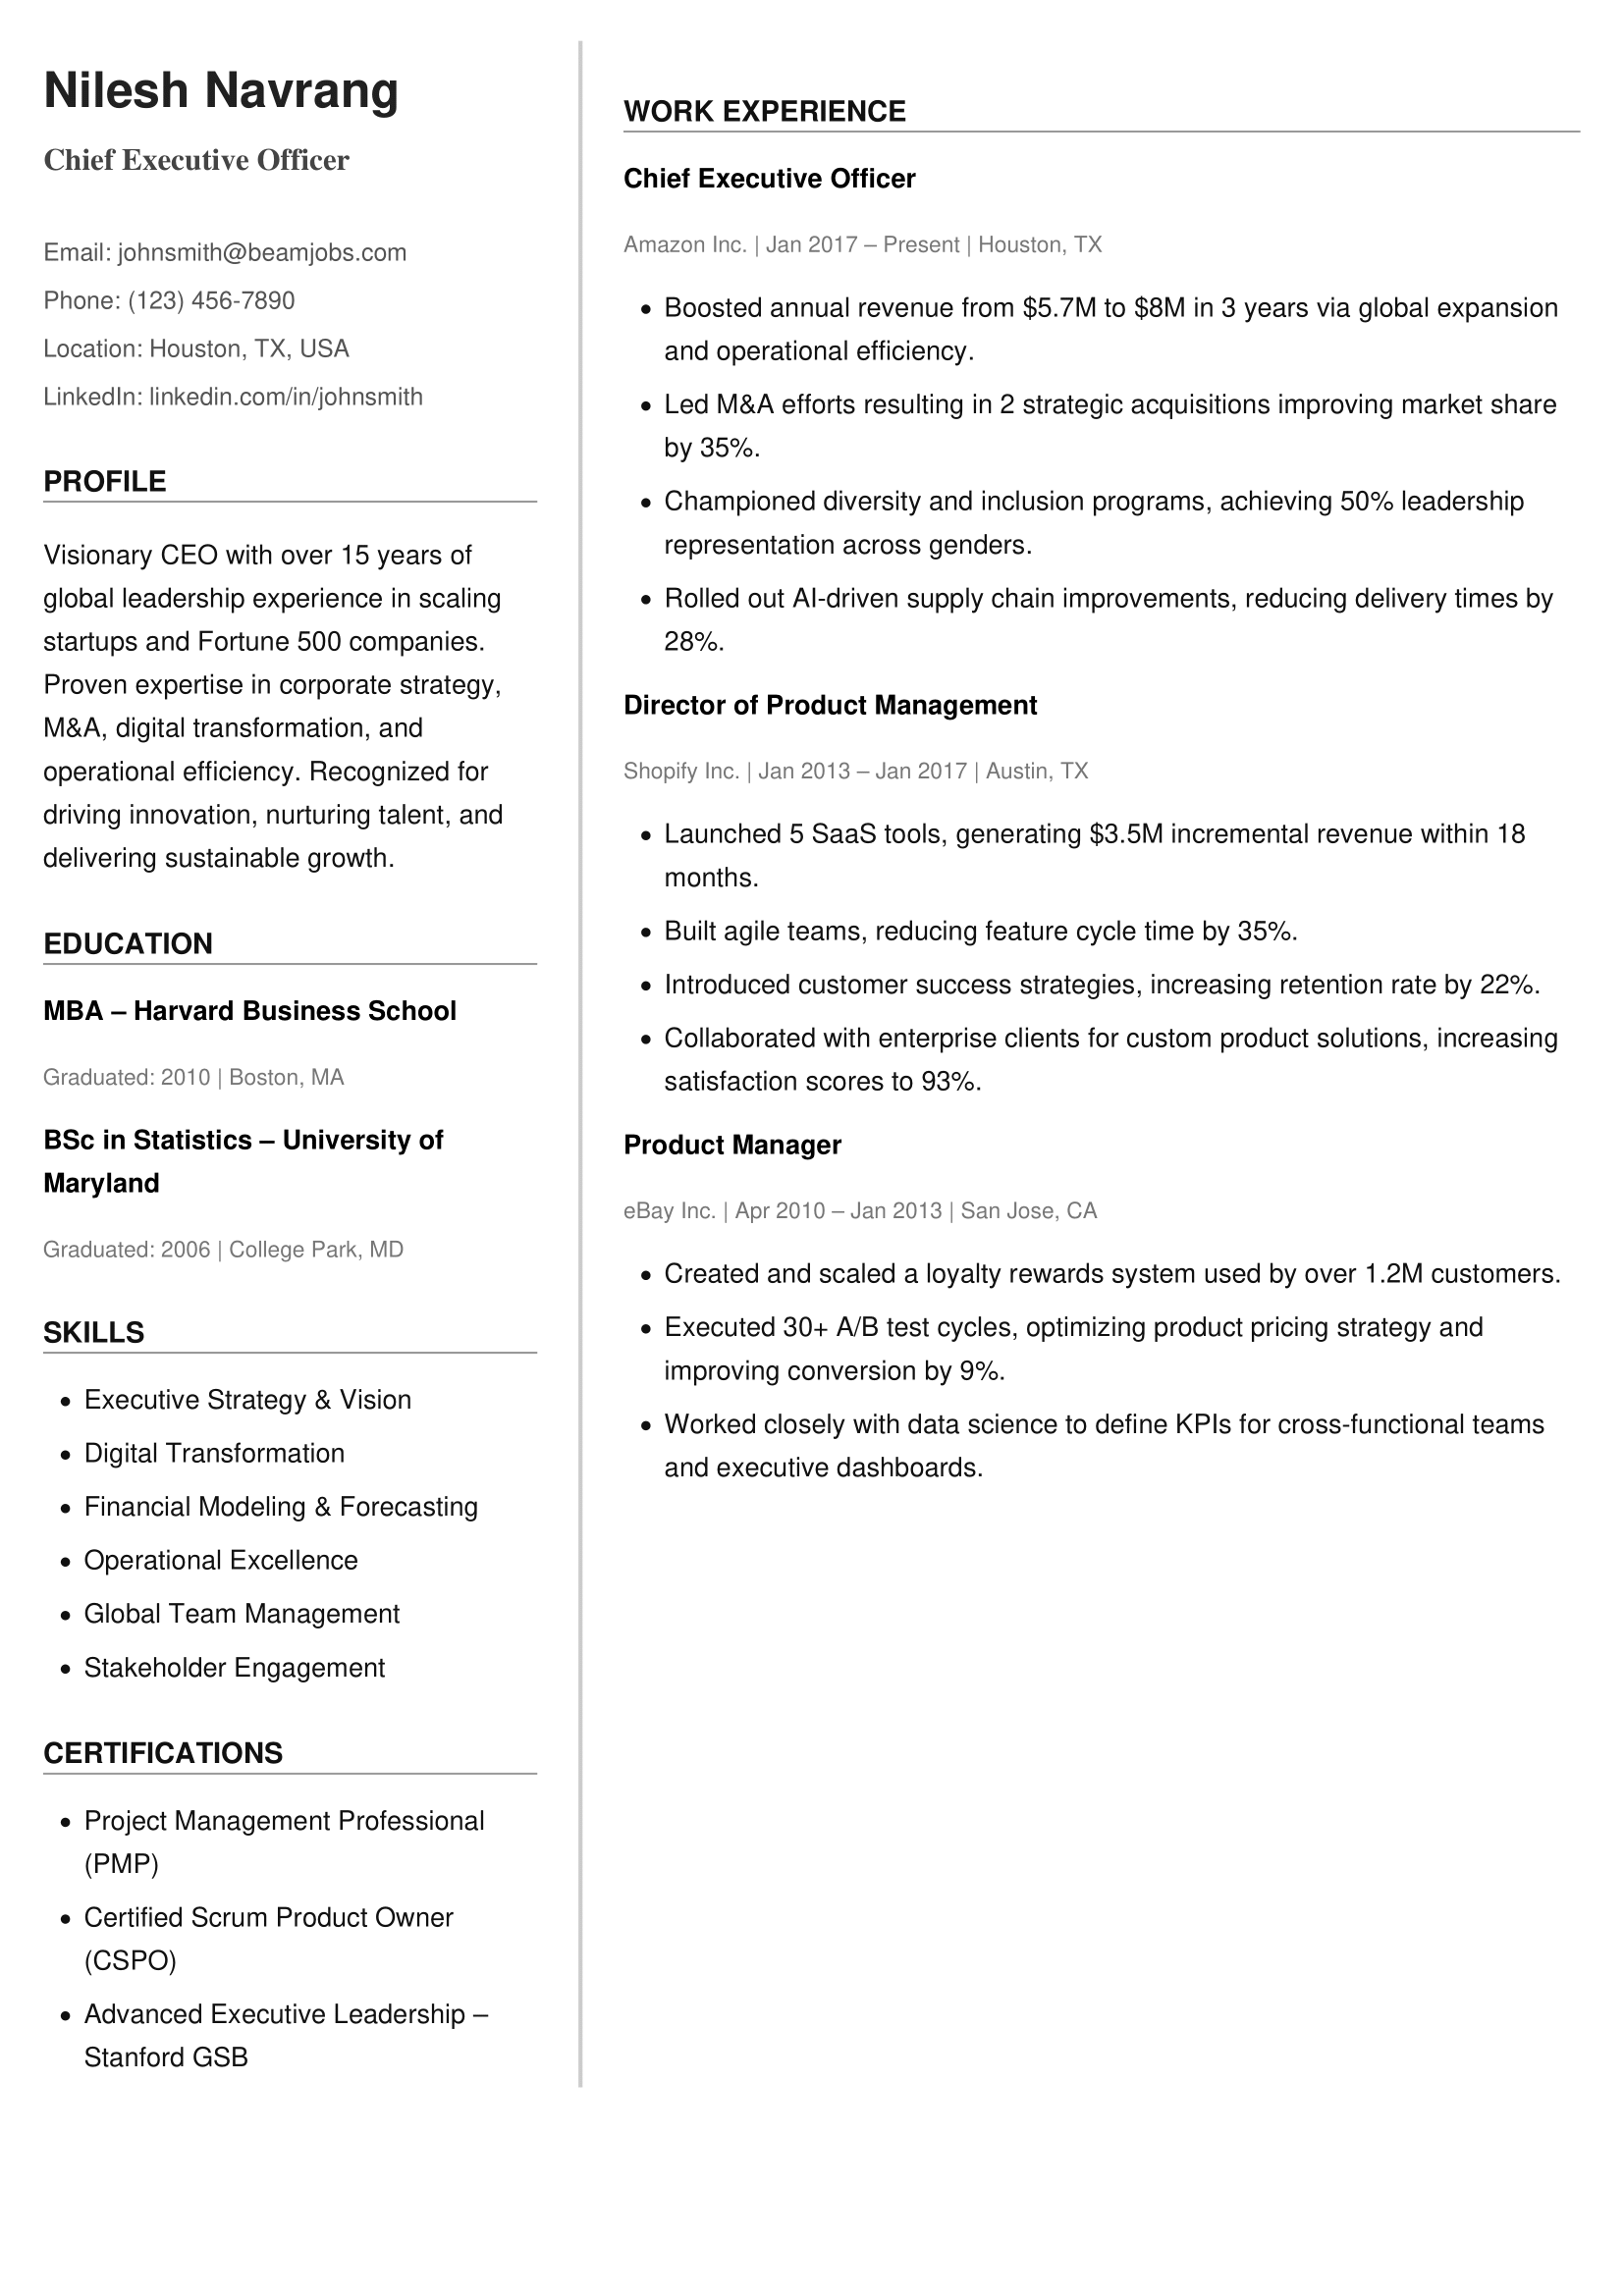 Nilesh Navrang
Chief Executive Officer
Email: johnsmith@beamjobs.com
Phone: (123) 456-7890
Location: Houston, TX, USA
LinkedIn: linkedin.com/in/johnsmith
PROFILE
Visionary CEO with over 15 years of
global leadership experience in scaling
startups and Fortune 500 companies.
Proven expertise in corporate strategy,
M&A, digital transformation, and
operational efficiency. Recognized for
driving innovation, nurturing talent, and
delivering sustainable growth.
EDUCATION
MBA – Harvard Business School
Graduated: 2010 | Boston, MA
BSc in Statistics – University of
Maryland
Graduated: 2006 | College Park, MD
SKILLS
• Executive Strategy & Vision
• Digital Transformation
• Financial Modeling & Forecasting
• Operational Excellence
• Global Team Management
• Stakeholder Engagement
CERTIFICATIONS
• Project Management Professional
(PMP)
• Certified Scrum Product Owner
(CSPO)
• Advanced Executive Leadership –
Stanford GSB
WORK EXPERIENCE
Chief Executive Officer
Amazon Inc. | Jan 2017 – Present | Houston, TX
• Boosted annual revenue from $5.7M to $8M in 3 years via global expansion
and operational efficiency.
• Led M&A efforts resulting in 2 strategic acquisitions improving market share
by 35%.
• Championed diversity and inclusion programs, achieving 50% leadership
representation across genders.
• Rolled out AI-driven supply chain improvements, reducing delivery times by
28%.
Director of Product Management
Shopify Inc. | Jan 2013 – Jan 2017 | Austin, TX
• Launched 5 SaaS tools, generating $3.5M incremental revenue within 18
months.
• Built agile teams, reducing feature cycle time by 35%.
• Introduced customer success strategies, increasing retention rate by 22%.
• Collaborated with enterprise clients for custom product solutions, increasing
satisfaction scores to 93%.
Product Manager
eBay Inc. | Apr 2010 – Jan 2013 | San Jose, CA
• Created and scaled a loyalty rewards system used by over 1.2M customers.
• Executed 30+ A/B test cycles, optimizing product pricing strategy and
improving conversion by 9%.
• Worked closely with data science to define KPIs for cross-functional teams
and executive dashboards.